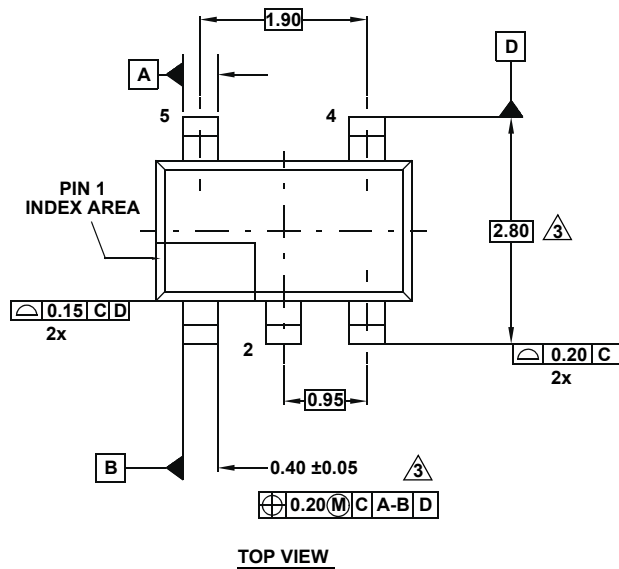 1.90
D
A
5
4
PIN 1
INDEX AREA
2.80
3
0.15 C D
2x
2
0.20 C
2x
0.95
B
0.40 ±0.05
3
0.20 M C A-B D
TOP VIEW